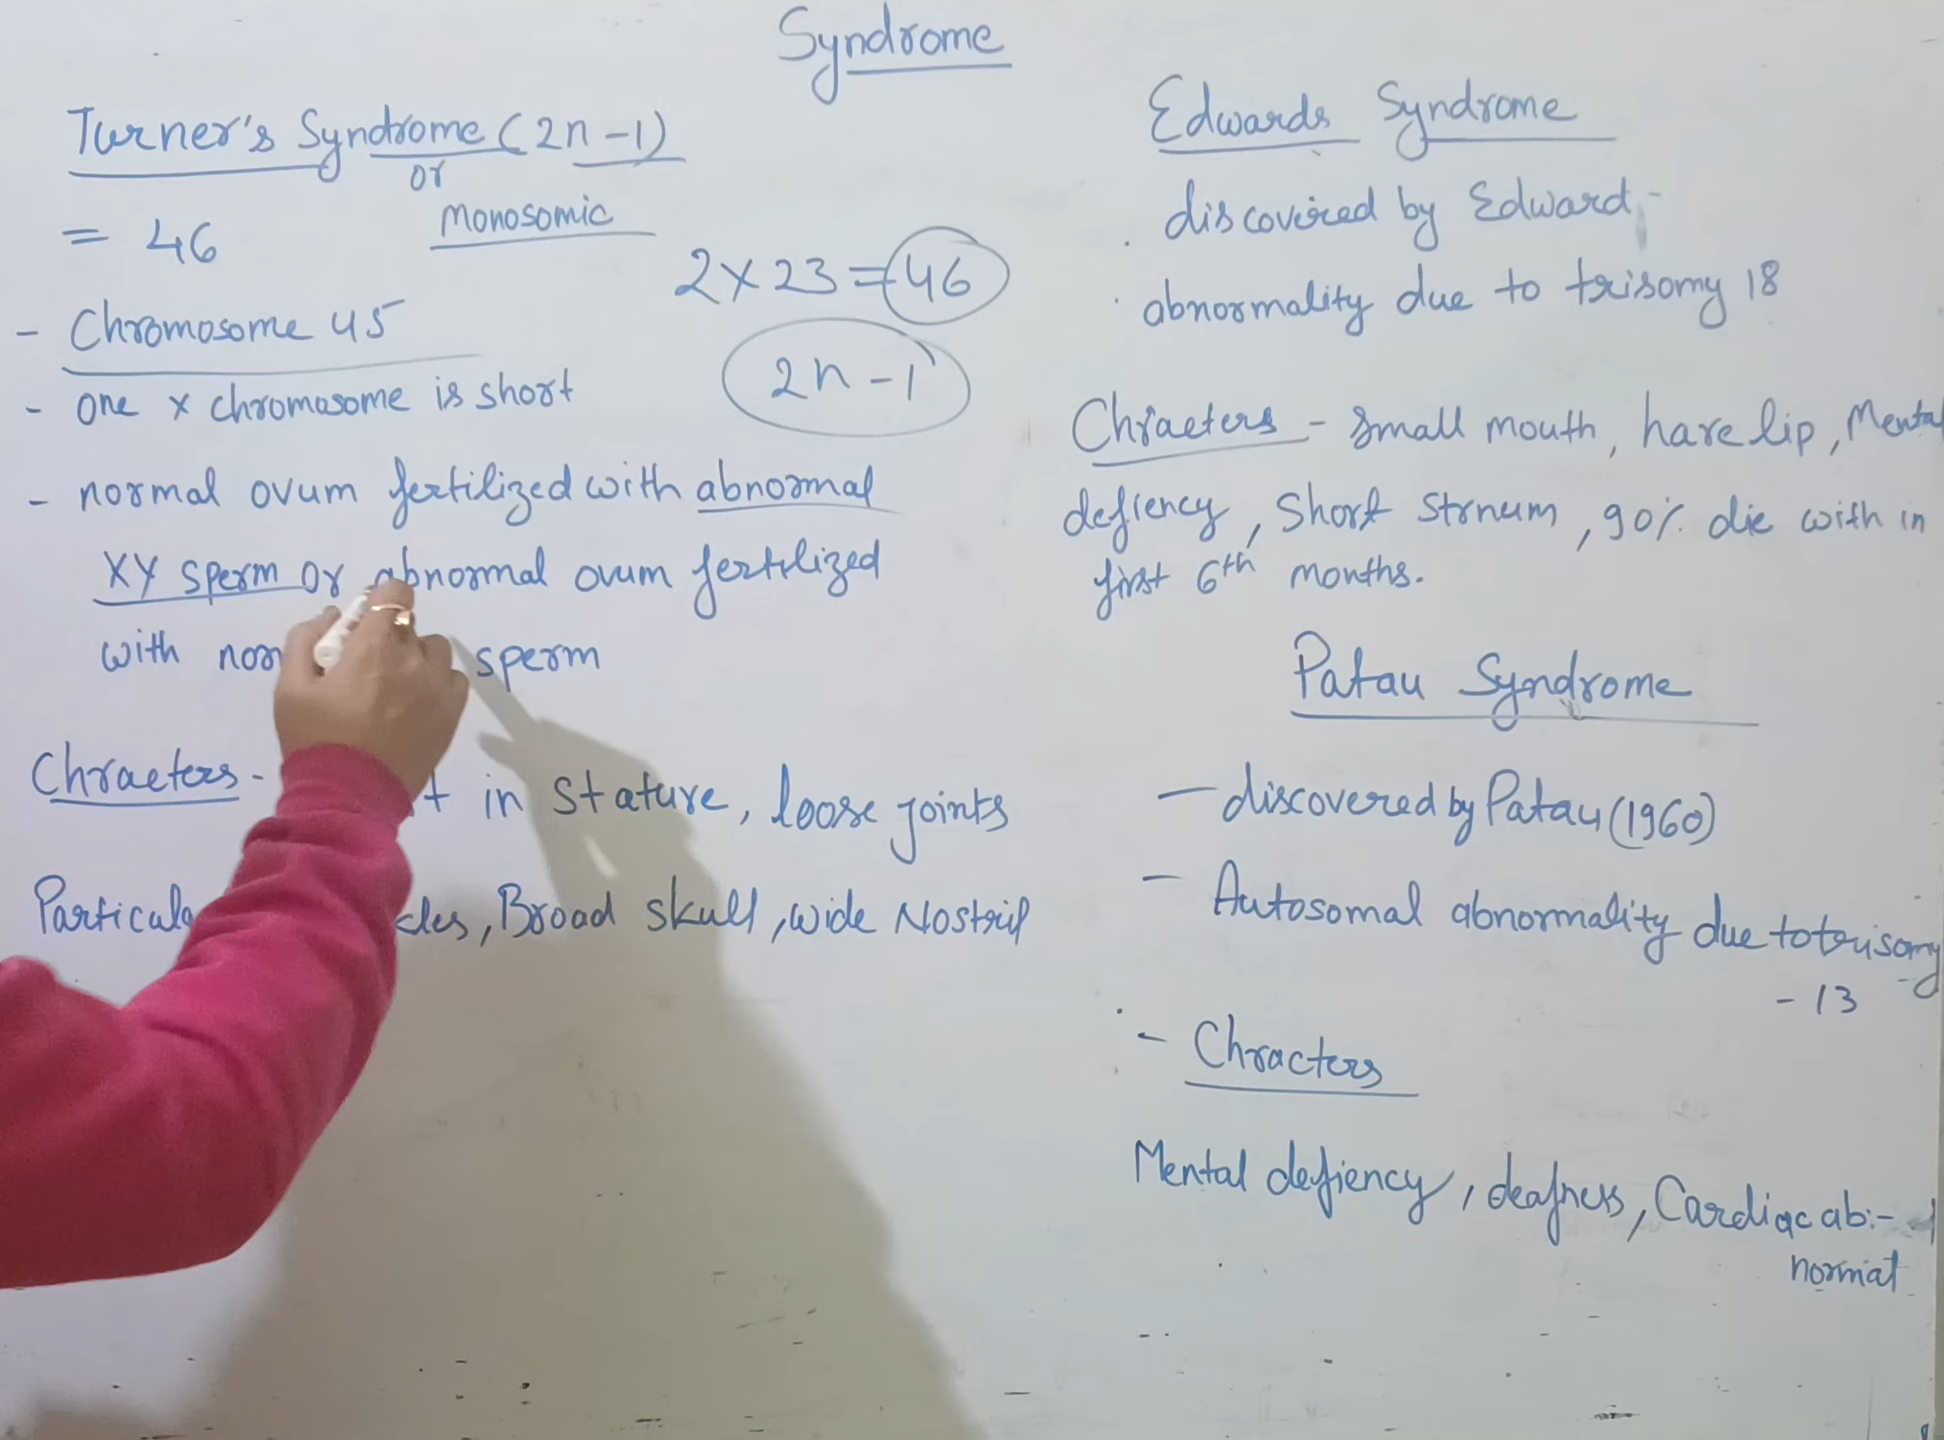 Syndrome
Turner's Syndrome (2n-1)
or
Monosomic
= 46
2 X 23 = 46
- Chromosome 45
2n-1
- one x chromosome is short
- normal ovum fertilized with abnormal
XY sperm or abnormal ovum fertilized
with sperm
Chraeters - in stature, loose joints
Broad skull, wide Nostril
Edwards Syndrome
discovered by Edward -
abnormality due to trisomy 18
Chraeters - small mouth, hare lip, Mental
defiency, Short Strnum, 90% die with in
first 6th months.
Patau Syndrome
- discovered by Patau (1960)
- Autosomal abnormality due to trisomy
- 13
- Chracters
Mental defiency, deafness, Cardiac ab:-
normal